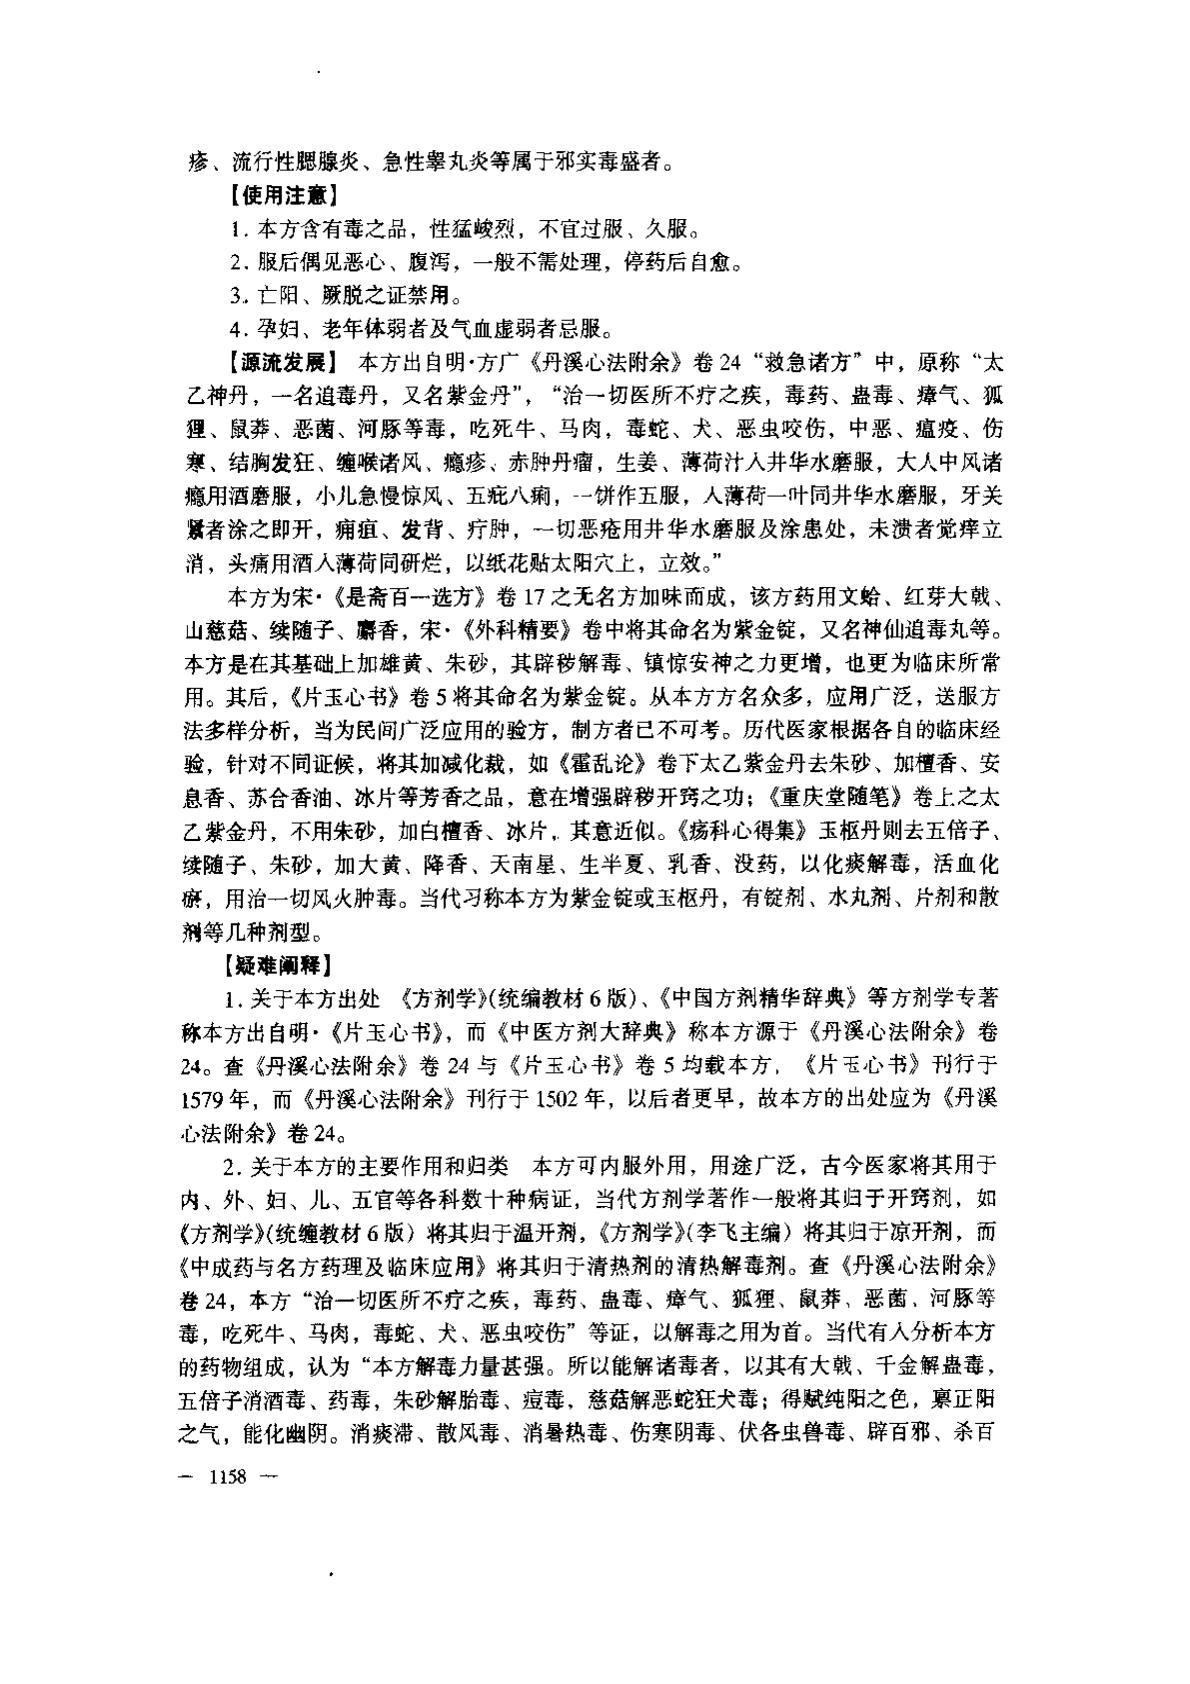 疹、流行性腮腺炎、急性睾丸炎等属于邪实毒盛者。
【使用注意】
1. 本方含有毒之品，性猛峻烈，不宜过服、久服。
2. 服后偶见恶心、腹泻，一般不需处理，停药后自愈。
3. 亡阳、厥脱之证禁用。
4. 孕妇、老年体弱者及气血虚弱者忌服。
【源流发展】 本方出自明·方广《丹溪心法附余》卷 24“救急诸方”中，原称“太
乙神丹，一名追毒丹，又名紫金丹”，“治一切医所不疗之疾，毒药、蛊毒、瘴气、狐
狸、鼠莽、恶菌、河豚等毒，吃死牛、马肉，毒蛇、犬、恶虫咬伤，中恶、瘟疫、伤
寒、结胸发狂、缠喉诸风、瘾疹、赤肿丹瘤，生姜、薄荷汁入井华水磨服，大人中风诸
痫用酒磨服，小儿急慢惊风、五疪八痢，一饼作五服，入薄荷一叶同井华水磨服，牙关
紧者涂之即开，痈疽、发背、疔肿，一切恶疮用井华水磨服及涂患处，未溃者觉痒立
消，头痛用酒入薄荷同研烂，以纸花贴太阳穴上，立效。”
本方为宋·《是斋百一选方》卷 17 之无名方加味而成，该方药用文蛤、红芽大戟、
山慈菇、续随子、麝香，宋·《外科精要》卷中将其命名为紫金锭，又名神仙追毒丸等。
本方是在其基础上加雄黄、朱砂，其辟秽解毒、镇惊安神之力更增，也更为临床所常
用。其后，《片玉心书》卷 5 将其命名为紫金锭。从本方方名众多，应用广泛，送服方
法多样分析，当为民间广泛应用的验方，制方者已不可考。历代医家根据各自的临床经
验，针对不同证候，将其加减化裁，如《霍乱论》卷下太乙紫金丹去朱砂、加檀香、安
息香、苏合香油、冰片等芳香之品，意在增强辟秽开窍之功；《重庆堂随笔》卷上之太
乙紫金丹，不用朱砂，加白檀香、冰片，其意近似。《疡科心得集》玉枢丹则去五倍子、
续随子、朱砂，加大黄、降香、天南星、生半夏、乳香、没药，以化痰解毒，活血化
瘀，用治一切风火肿毒。当代习称本方为紫金锭或玉枢丹，有锭剂、水丸剂、片剂和散
剂等几种剂型。
【疑难阐释】
1. 关于本方出处 《方剂学》(统编教材 6 版)、《中国方剂精华辞典》等方剂学专著
称本方出自明·《片玉心书》，而《中医方剂大辞典》称本方源于《丹溪心法附余》卷
24。查《丹溪心法附余》卷 24 与《片玉心书》卷 5 均载本方，《片玉心书》刊行于
1579 年，而《丹溪心法附余》刊行于 1502 年，以后者更早，故本方的出处应为《丹溪
心法附余》卷 24。
2. 关于本方的主要作用和归类 本方可内服外用，用途广泛，古今医家将其用于
内、外、妇、儿、五官等各科数十种病证，当代方剂学著作一般将其归于开窍剂，如
《方剂学》(统编教材 6 版) 将其归于温开剂，《方剂学》(李飞主编) 将其归于凉开剂，而
《中成药与名方药理及临床应用》将其归于清热剂的清热解毒剂。查《丹溪心法附余》
卷 24，本方“治一切医所不疗之疾，毒药、蛊毒、瘴气、狐狸、鼠莽、恶菌、河豚等
毒，吃死牛、马肉，毒蛇、犬、恶虫咬伤”等证，以解毒之用为首。当代有人分析本方
的药物组成，认为“本方解毒力量甚强。所以能解诸毒者，以其有大戟、千金解蛊毒，
五倍子消酒毒、药毒，朱砂解胎毒、痘毒，慈菇解恶蛇狂犬毒；得赋纯阳之色，禀正阳
之气，能化幽阴。消痰滞、散风毒、消暑热毒、伤寒阴毒、伏各虫兽毒、辟百邪、杀百
— 1158 —